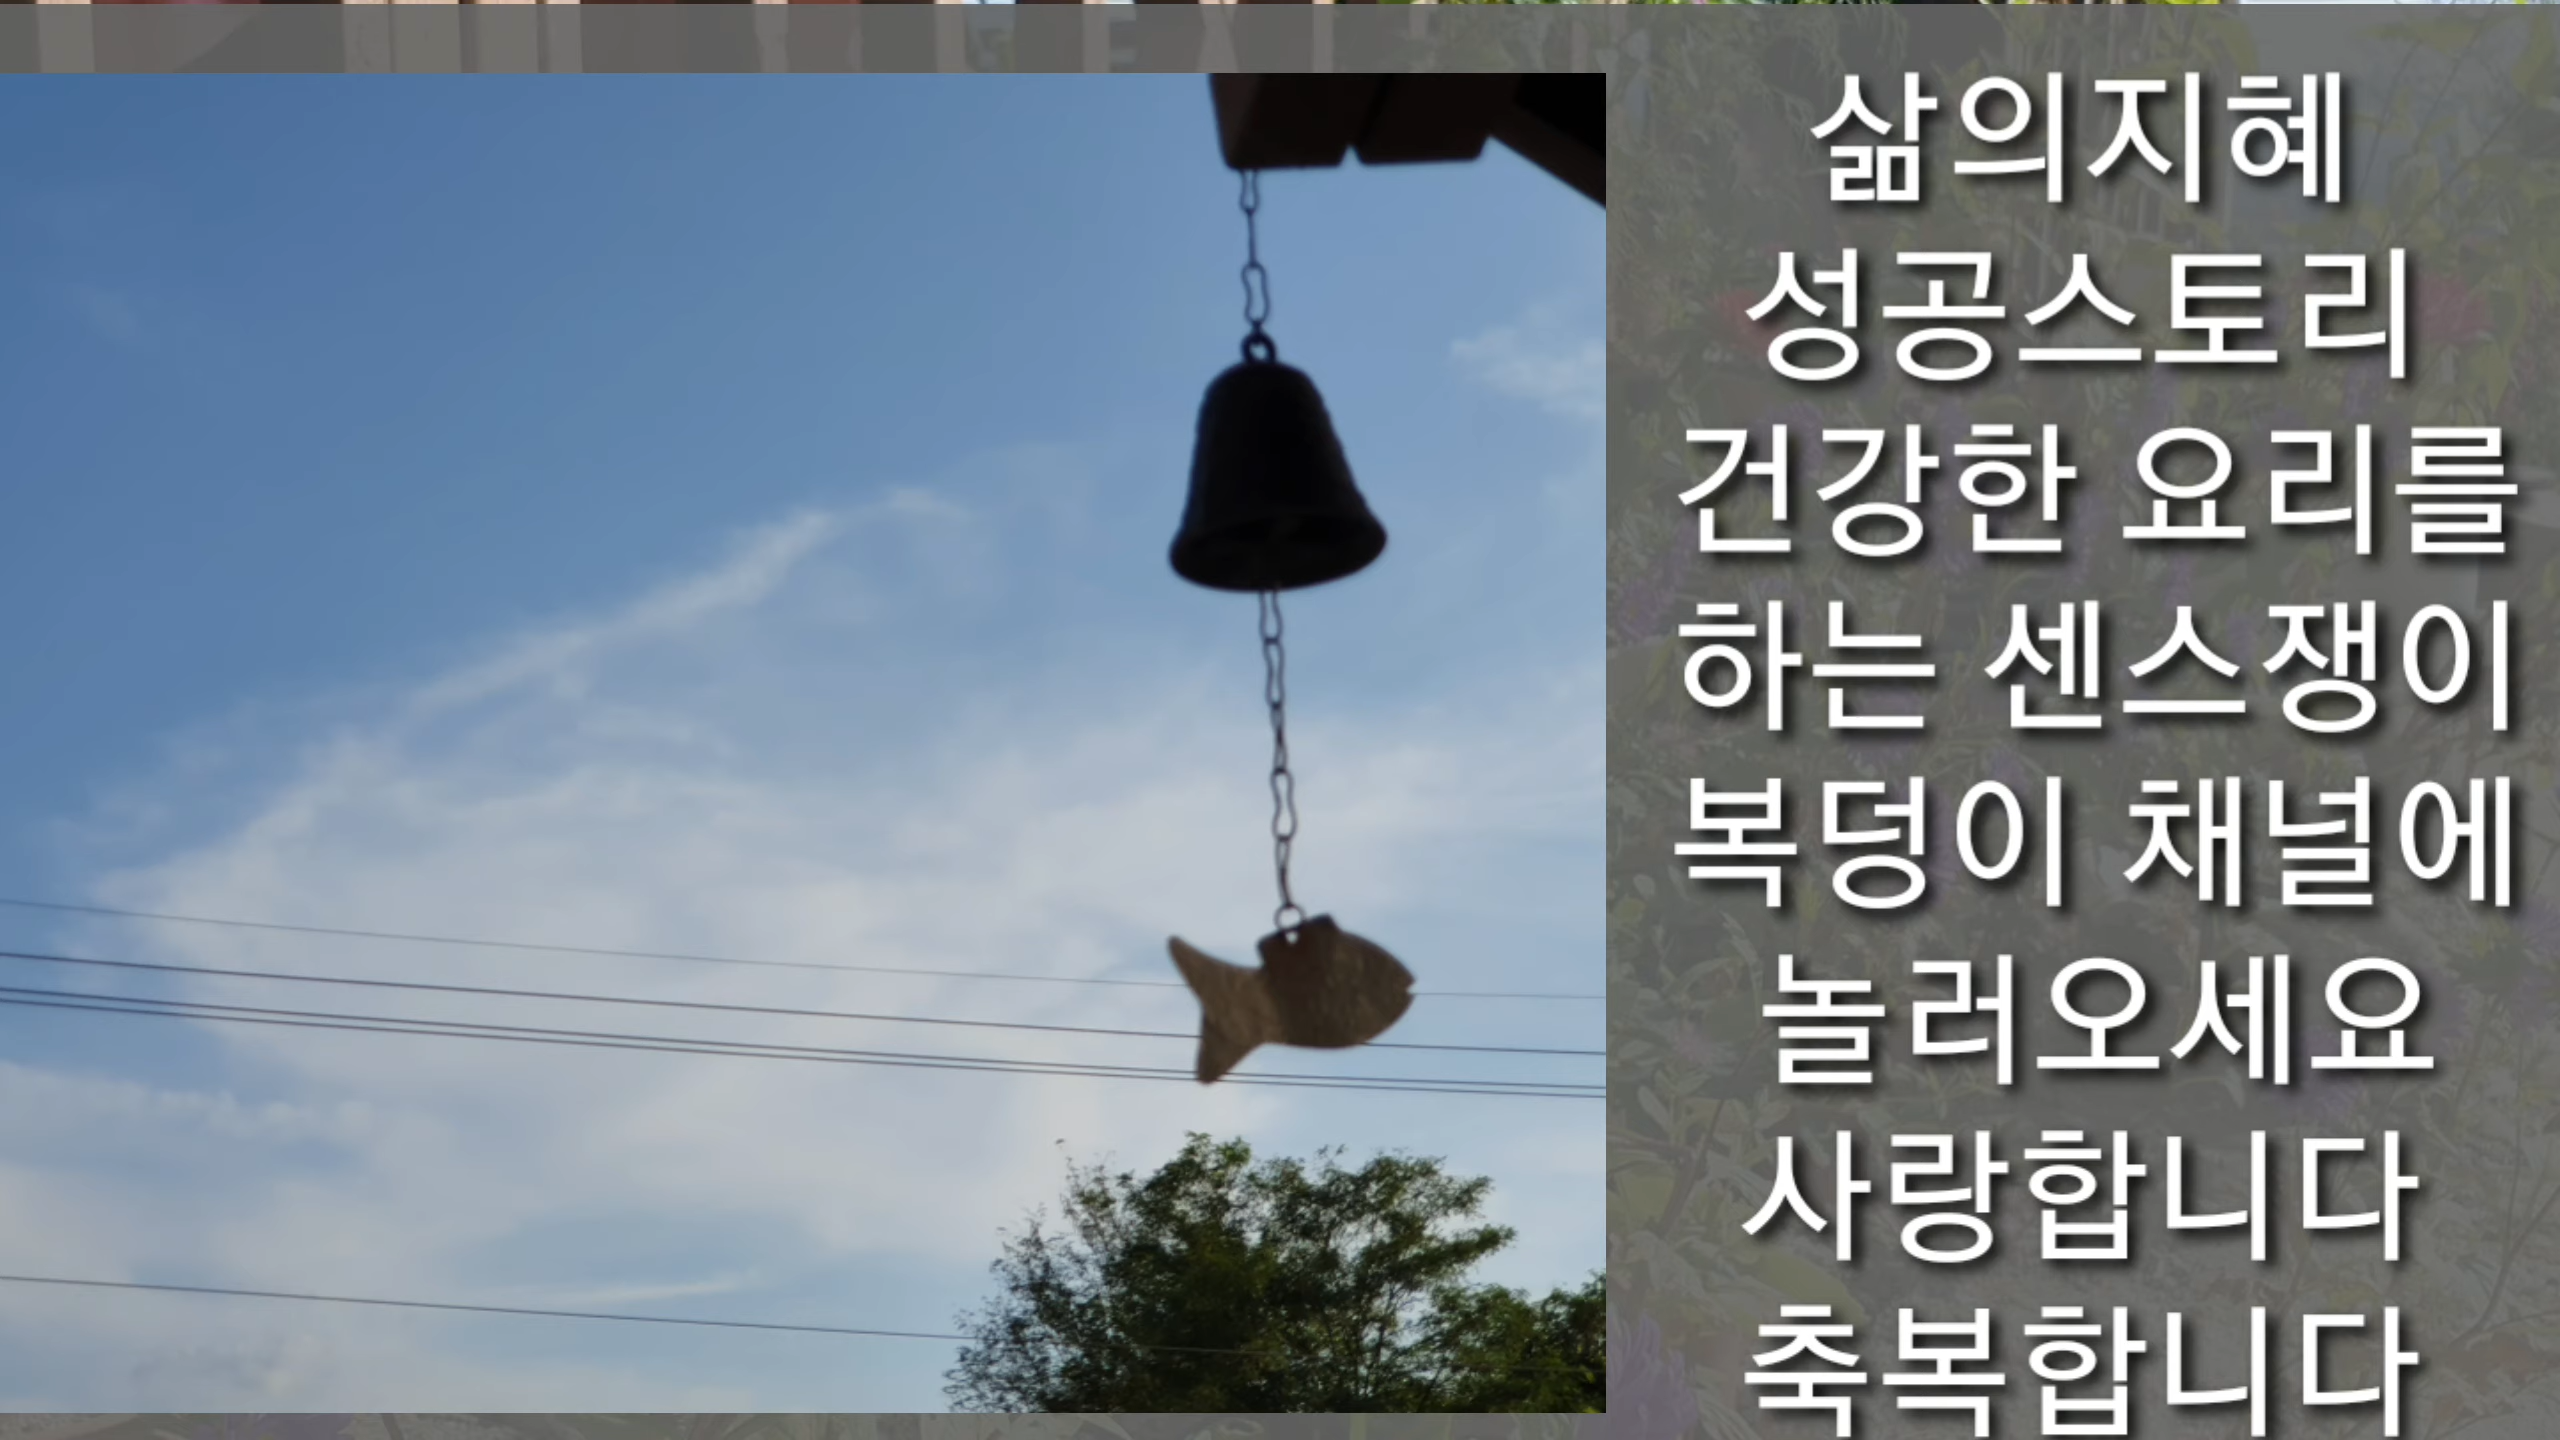 삶의지혜
성공스토리
건강한 요리를
하는 센스쟁이
복덩이 채널에
놀러오세요
사랑합니다
축복합니다